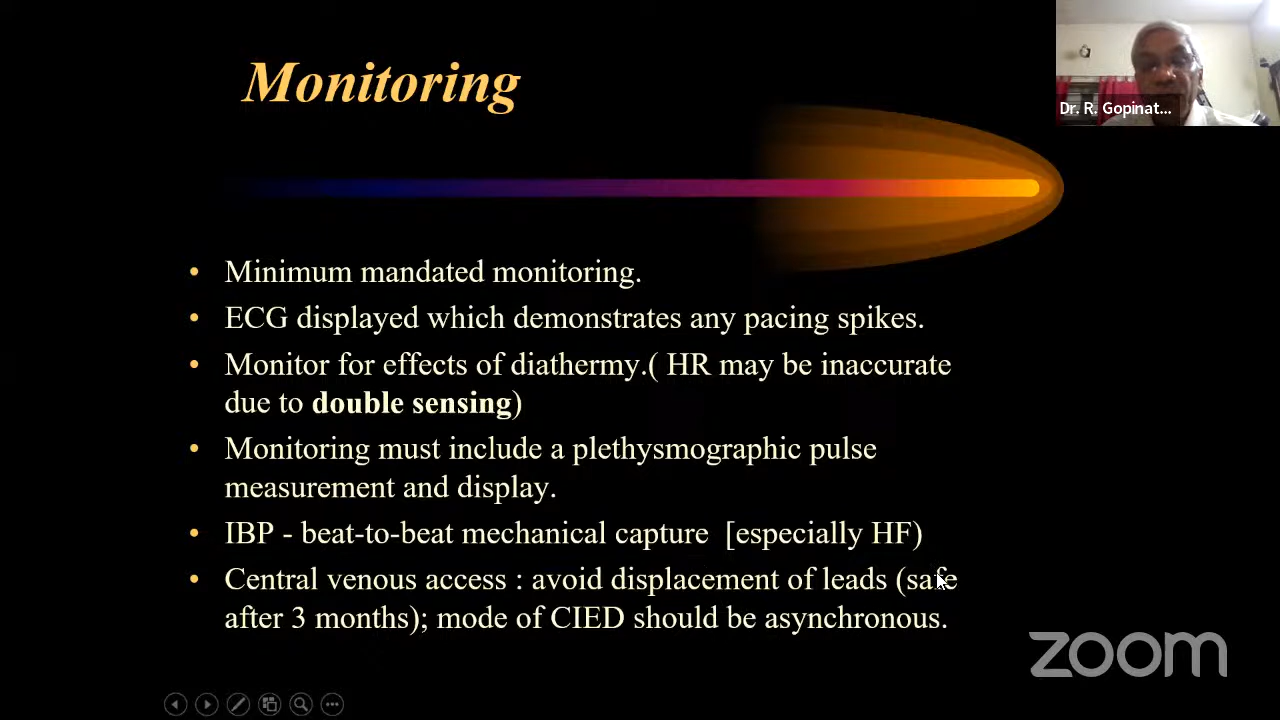 Monitoring
Dr. R. Gopinat...
• Minimum mandated monitoring.
• ECG displayed which demonstrates any pacing spikes.
• Monitor for effects of diathermy.( HR may be inaccurate
due to double sensing)
• Monitoring must include a plethysmographic pulse
measurement and display.
• IBP - beat-to-beat mechanical capture [especially HF)
• Central venous access : avoid displacement of leads (safe
after 3 months); mode of CIED should be asynchronous.
zoom